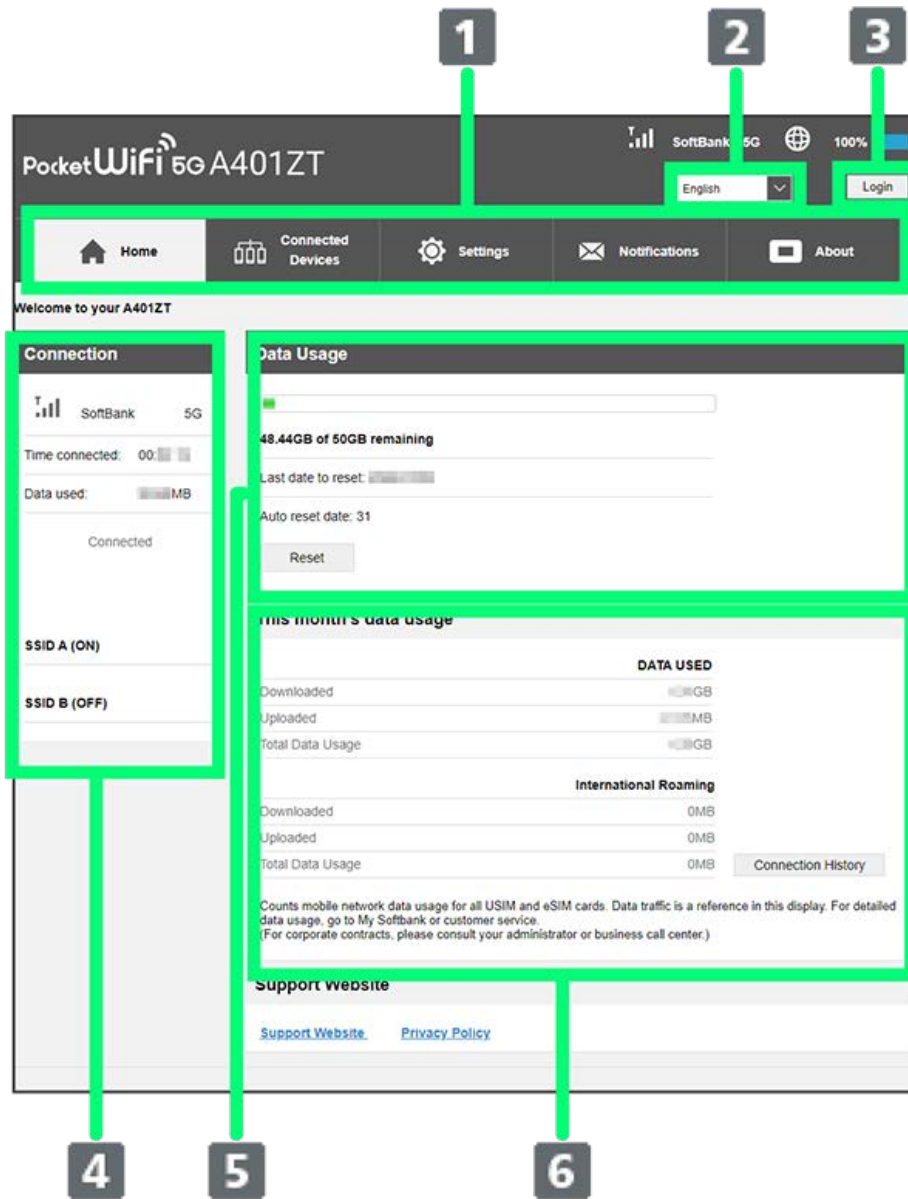 1
2
3
Pocket WiFi 5G A401ZT
SoftBank 5G 100%
English
Login
Home
Connected Devices
Settings
Notifications
About
Welcome to your A401ZT
Connection
SoftBank 5G
Time connected: 00:
Data used: MB
Connected
SSID A (ON)
SSID B (OFF)
Data Usage
48.44GB of 50GB remaining
Last date to reset:
Auto reset date: 31
Reset
This month's data usage
DATA USED
Downloaded GB
Uploaded MB
Total Data Usage GB
International Roaming
Downloaded 0MB
Uploaded 0MB
Total Data Usage 0MB
Connection History
Counts mobile network data usage for all USIM and eSIM cards. Data traffic is a reference in this display. For detailed
data usage, go to My Softbank or customer service.
(For corporate contracts, please consult your administrator or business call center.)
Support Website
Support Website Privacy Policy
4
5
6